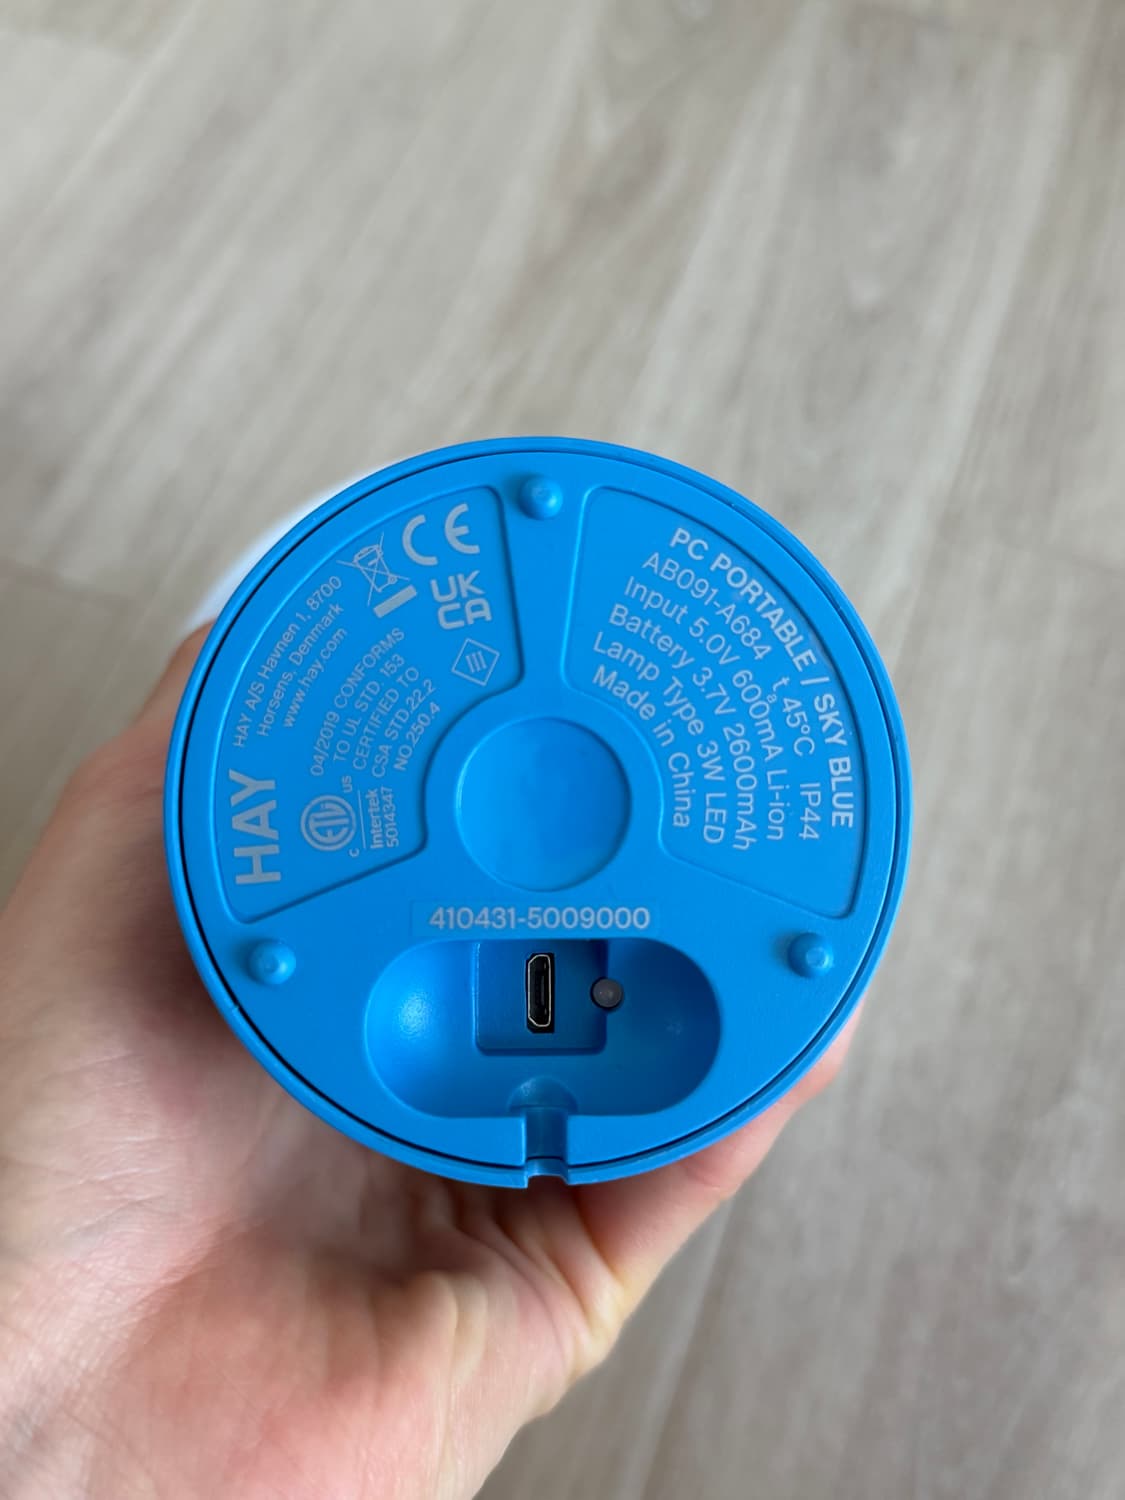 HAY
HAY A/S Havnen 1, 8700
Horsens, Denmark
www.hay.com
CE
UK
CA
04/2019 CONFORMS
TO UL STD. 153
CERTIFIED TO
CSA STD.22.2
NO.250.4
ETL
C
US
Intertek
5014347
PC PORTABLE / SKY BLUE
AB091-A684 ta 45°C IP44
Input 5.0V 600mA Li-ion
Battery 3.7V 2600mAh
Lamp Type 3W LED
Made in China
410431-5009000